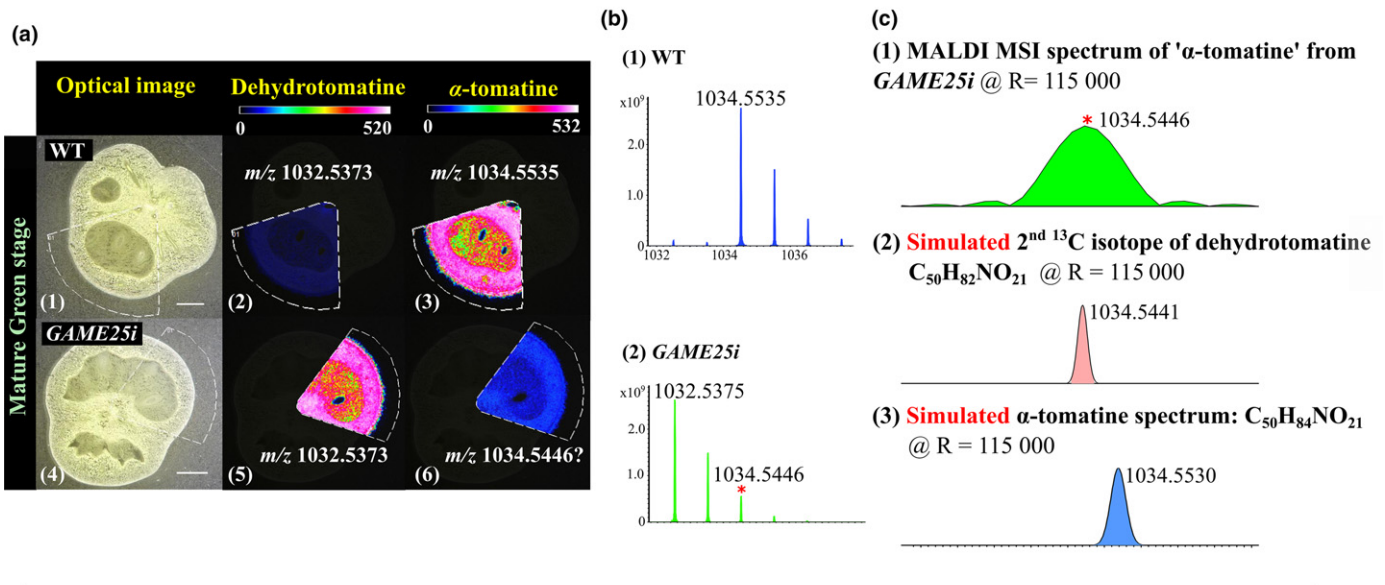 (a)
Optical image
Dehydrotomatine
α-tomatine
0 520
0 532
Mature Green stage
WT
(1)
m/z 1032.5373
(2)
m/z 1034.5535
(3)
GAME25i
(4)
m/z 1032.5373
(5)
m/z 1034.5446?
(6)
(b)
(1) WT
x10⁹
1034.5535
2.0
1.0
0
1032 1034 1036
(2) GAME25i
x10⁹
1032.5375
2.0
1034.5446
*
1.0
0
(c)
(1) MALDI MSI spectrum of 'α-tomatine' from
GAME25i @ R= 115 000
* 1034.5446
(2) Simulated 2nd 13C isotope of dehydrotomatine
C₅₀H₈₂NO₂₁ @ R = 115 000
1034.5441
(3) Simulated α-tomatine spectrum: C₅₀H₈₄NO₂₁
@ R = 115 000
1034.5530